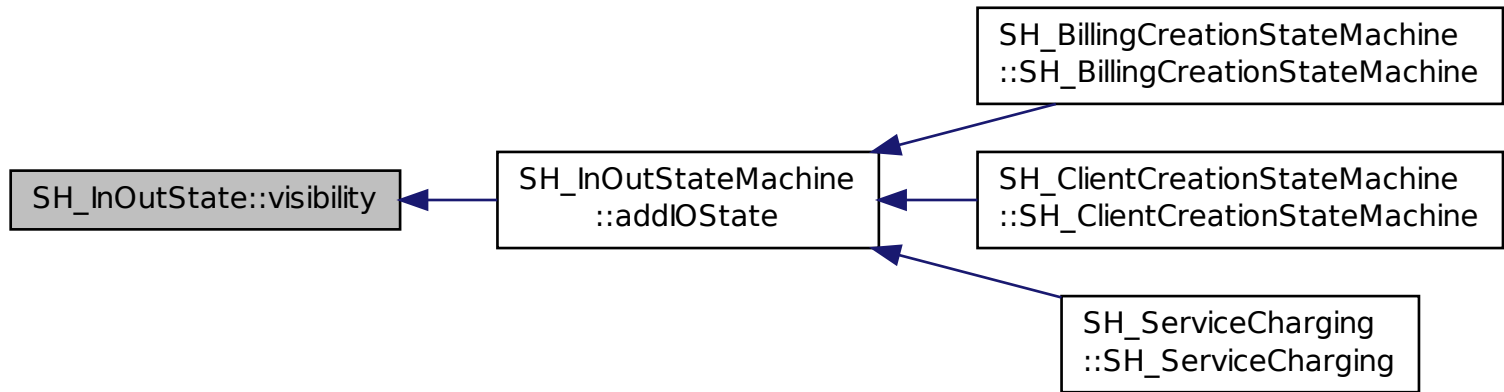 SH_InOutState::visibility
SH_InOutStateMachine
::addIOState
SH_BillingCreationStateMachine
::SH_BillingCreationStateMachine
SH_ClientCreationStateMachine
::SH_ClientCreationStateMachine
SH_ServiceCharging
::SH_ServiceCharging